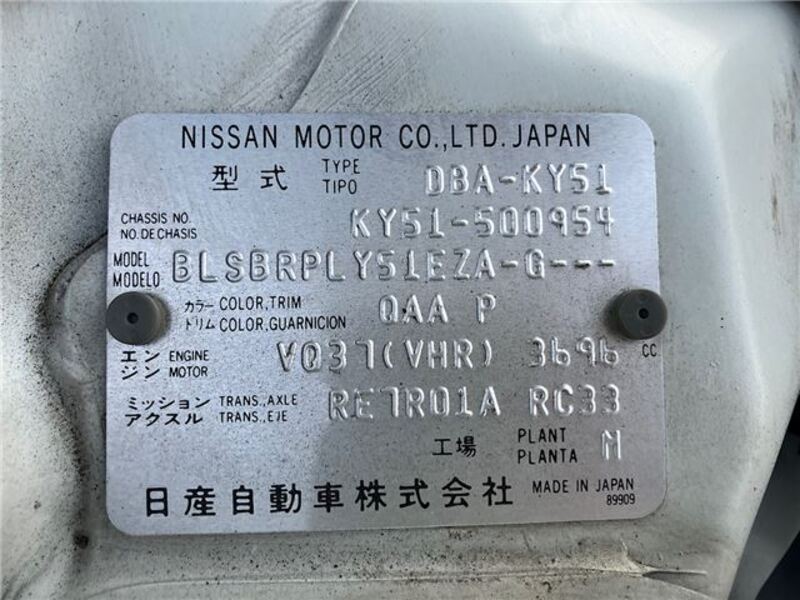 NISSAN MOTOR CO.,LTD. JAPAN
型式 TYPE TIPO DBA-KY51
CHASSIS NO. NO. DE CHASIS KY51-500954
MODEL MODELO BLSBRPLY51EZA-G---
カラー COLOR, TRIM QAA P
トリム COLOR, GUARNICION
エン ENGINE VQ37(VHR) 3696 CC
ジン MOTOR
ミッション TRANS., AXLE RE7R01A RC33
アクスル TRANS., EJE
工場 PLANT PLANTA M
日産自動車株式会社 MADE IN JAPAN
89909